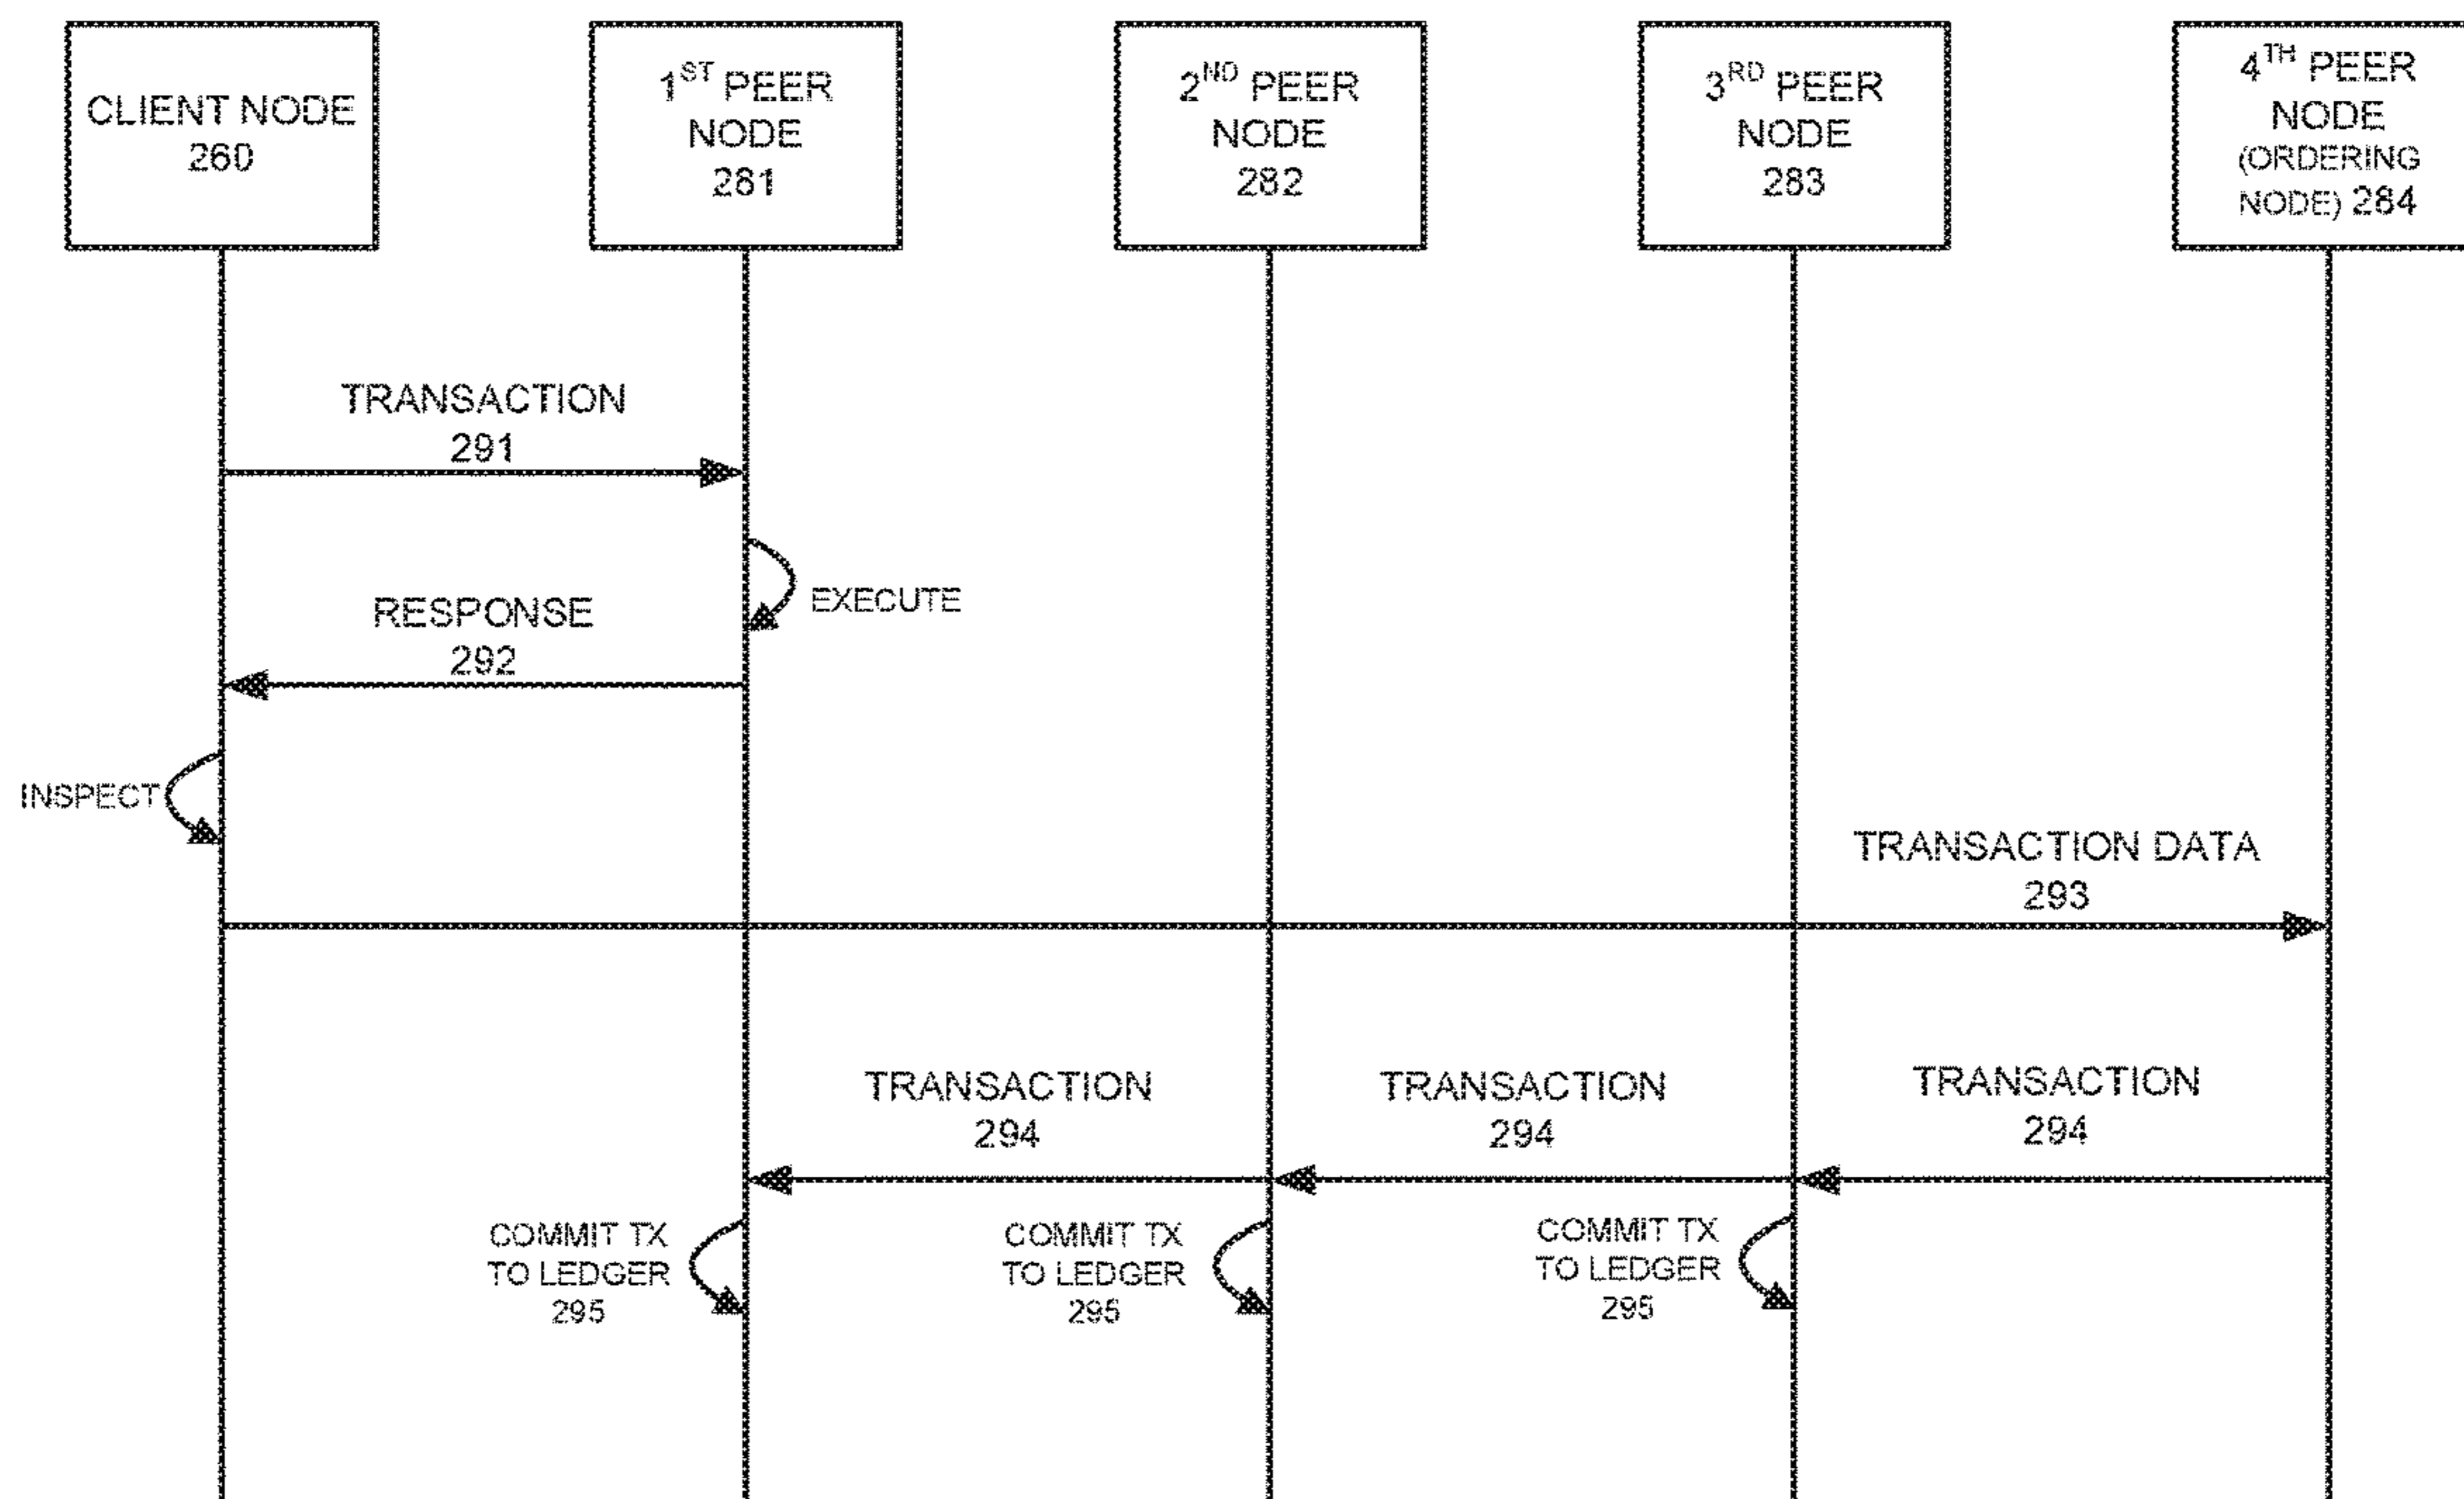 CLIENT NODE
260
1ST PEER
NODE
281
2ND PEER
NODE
282
3RD PEER
NODE
283
4TH PEER
NODE
(ORDERING
NODE) 284
TRANSACTION
291
EXECUTE
RESPONSE
292
INSPECT
TRANSACTION DATA
293
TRANSACTION
294
TRANSACTION
294
TRANSACTION
294
COMMIT TX
TO LEDGER
295
COMMIT TX
TO LEDGER
295
COMMIT TX
TO LEDGER
295